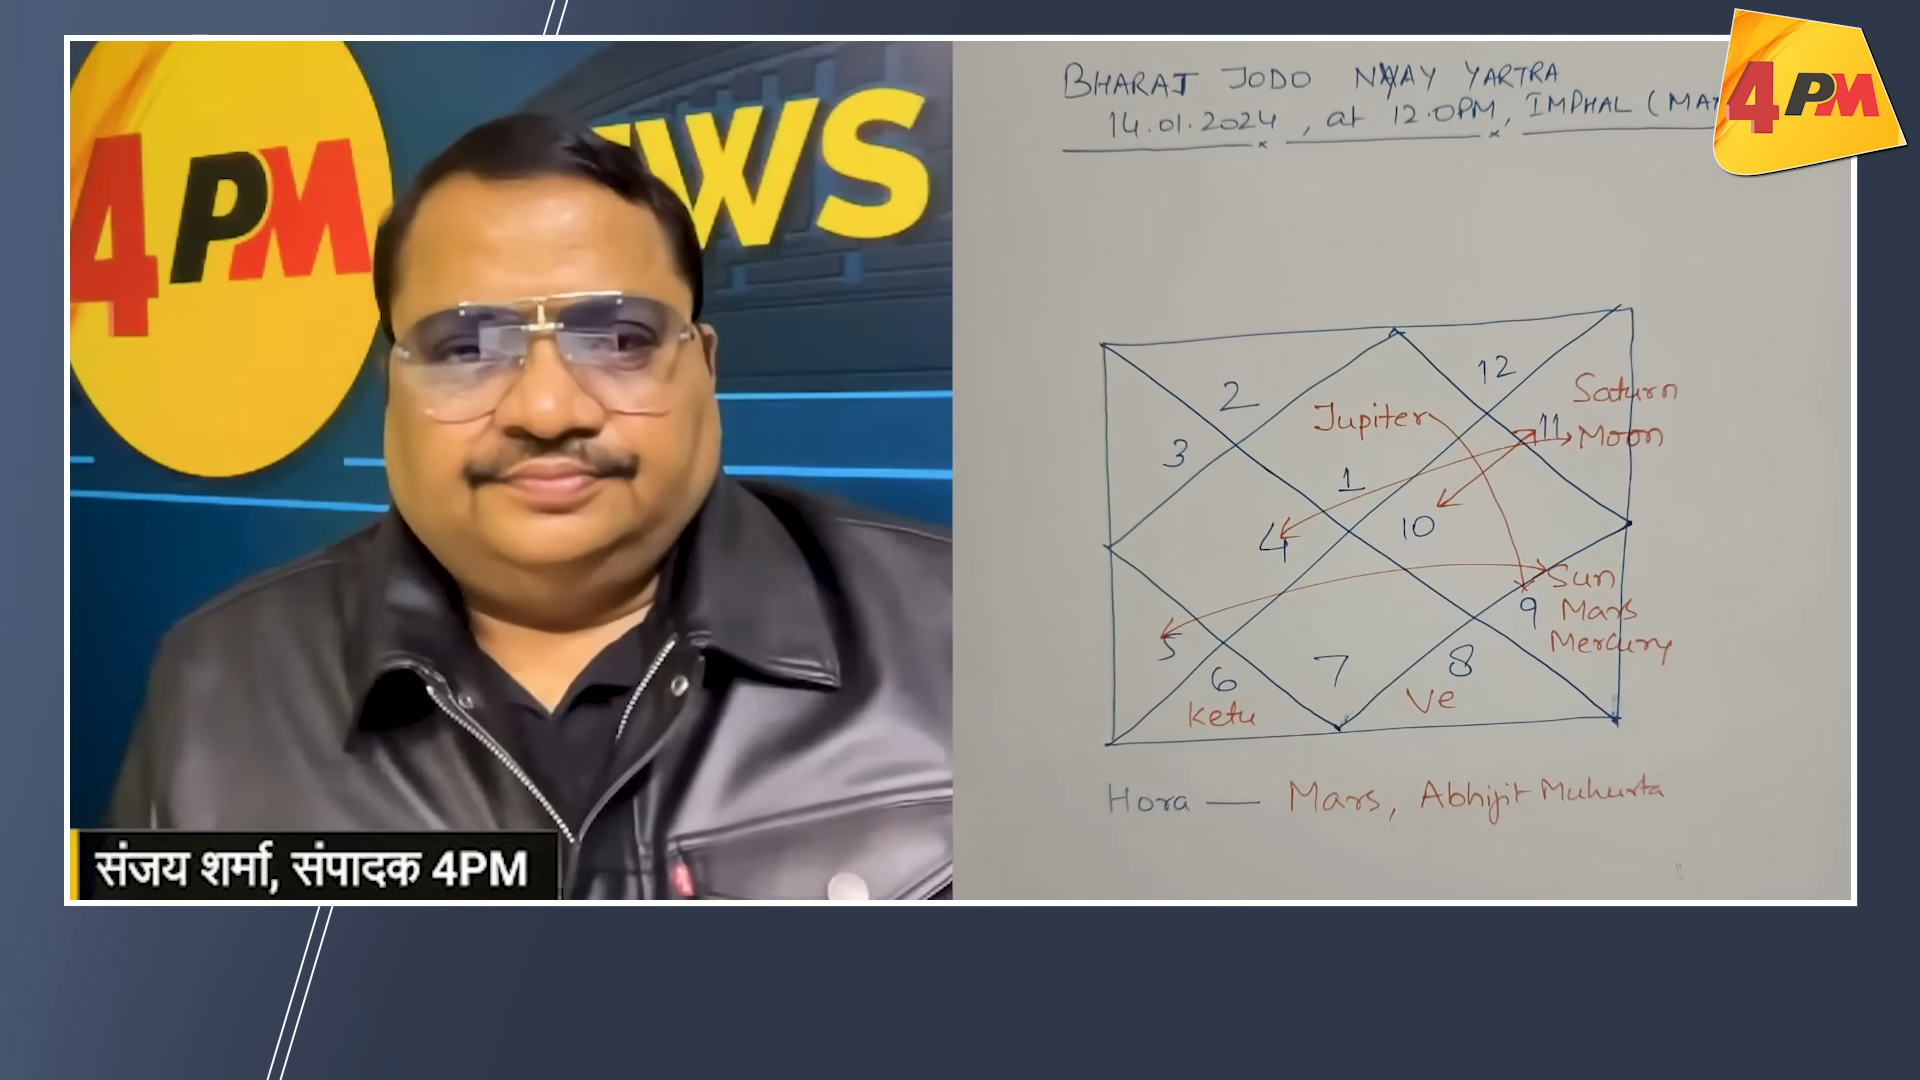 4PM
EWS
संजय शर्मा, संपादक 4PM
BHARAT JODO NYAY YARTRA
14.01.2024, at 12.0PM, IMPHAL (MA
4PM
12
2
Saturn
Jupiter
11
Moon
3
1
10
4
Sun
9 Mars
Mercury
5
6
7
8
Ketu
Ve
Hora — Mars, Abhijit Muhurta